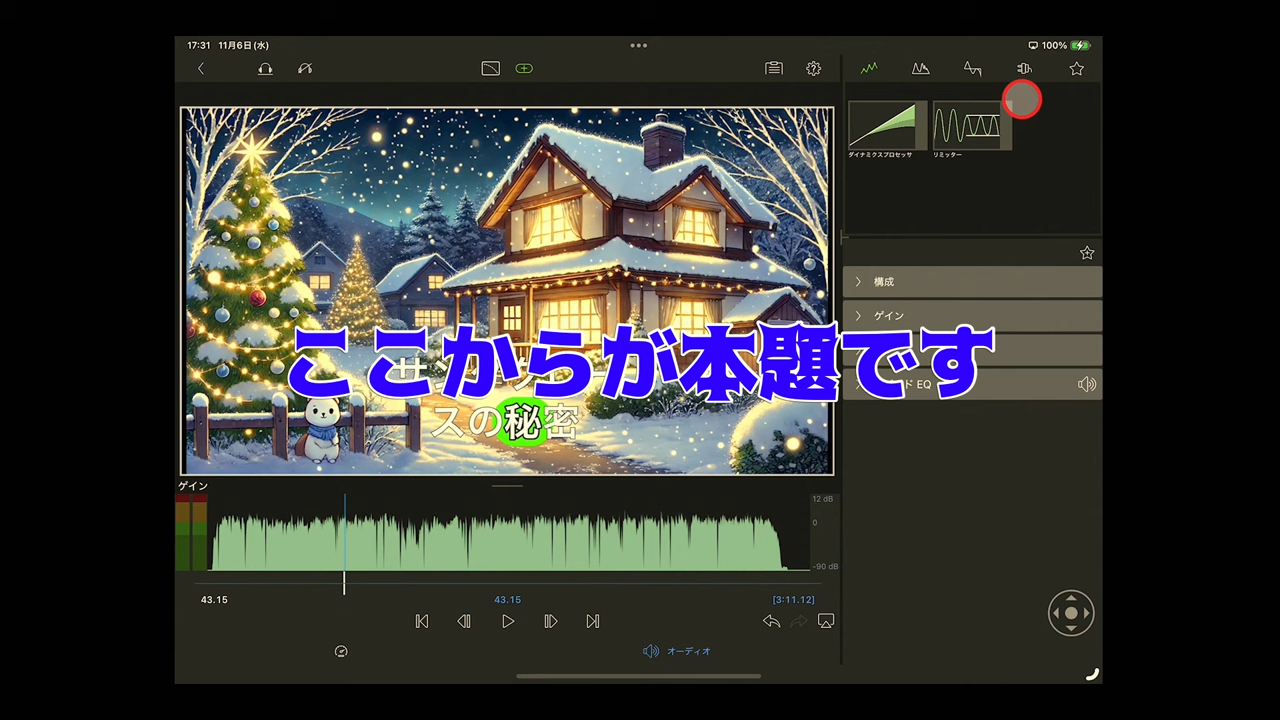 17:31 11月6日(水)
100%
ダイナミクスプロセッサ
リミッター
構成
ゲイン
ここからが本題です
ド EQ
スの秘密
ゲイン
12 dB
0
-90 dB
43.15
43.15
[3:11.12]
オーディオ